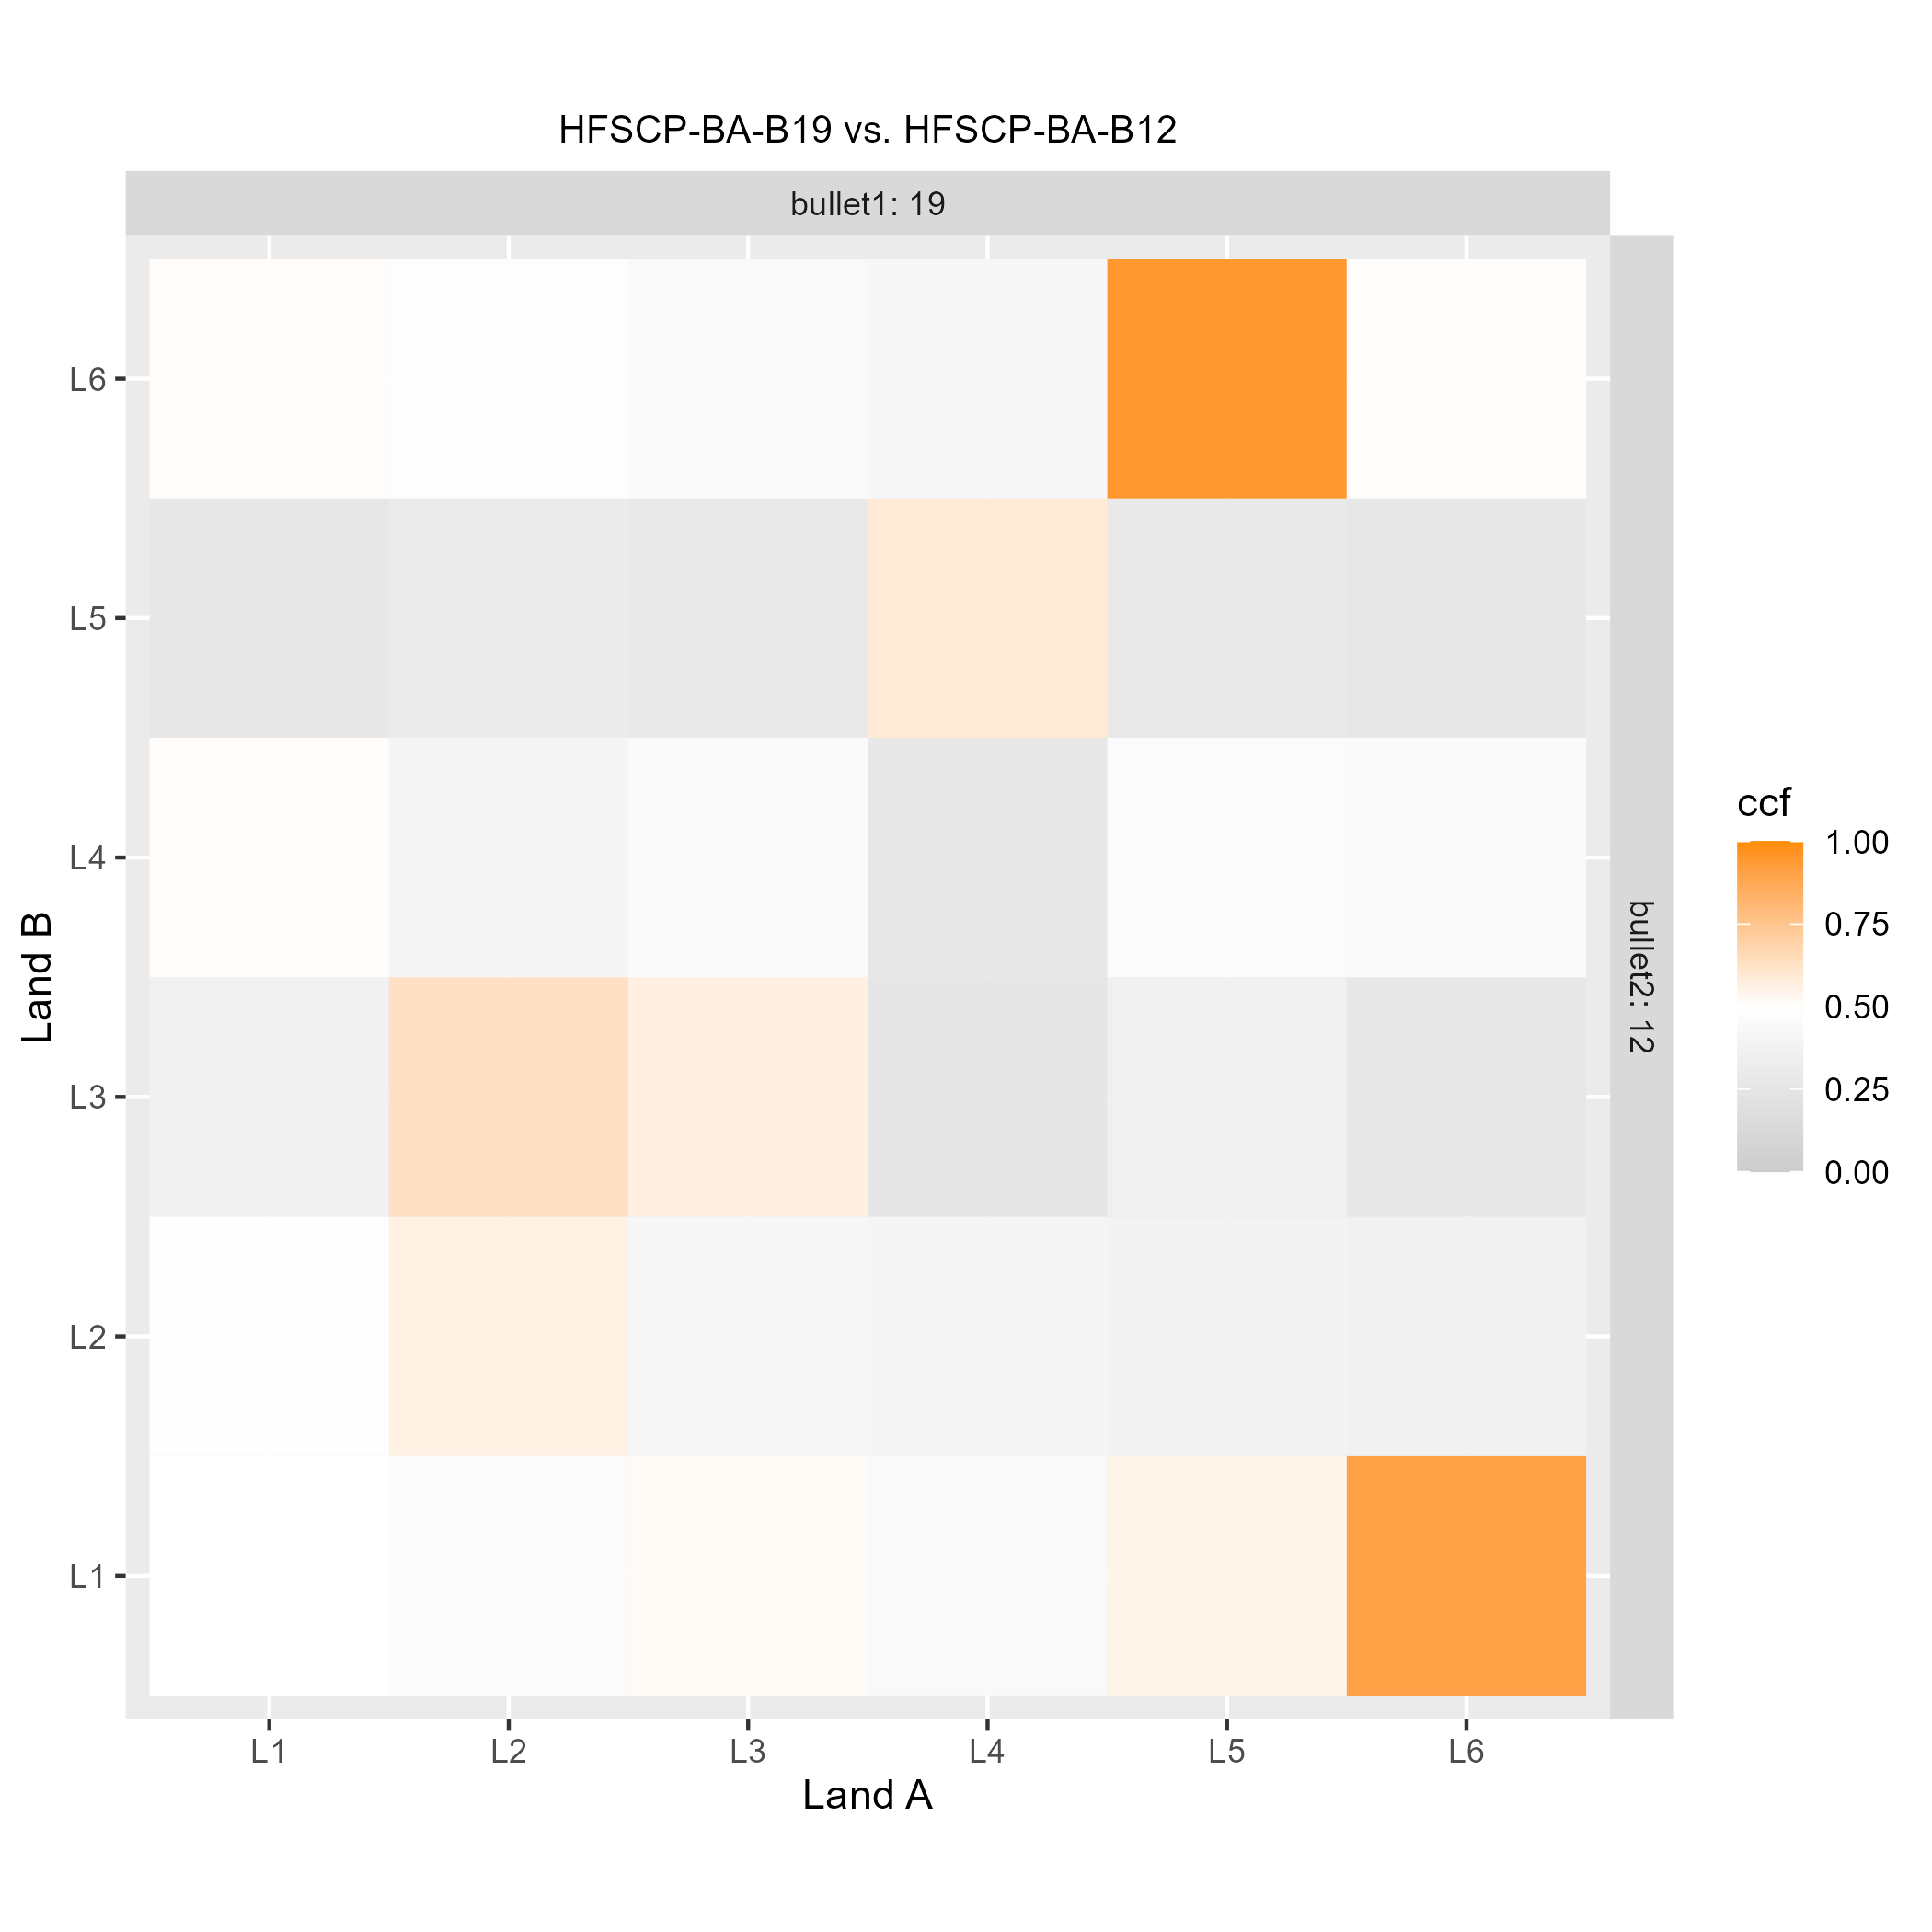 HFSCP-BA-B19 vs. HFSCP-BA-B12
bullet1: 19
L6
L5
L4
L3
L2
L1
Land B
bullet2: 12
L1 L2 L3 L4 L5 L6
Land A
ccf
1.00
0.75
0.50
0.25
0.00